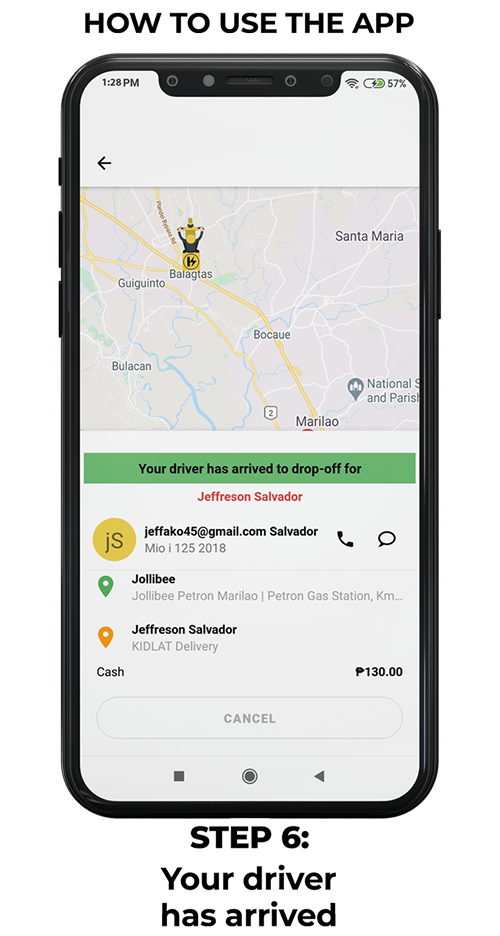 HOW TO USE THE APP
1:28 PM
57%
Plaridel Bypass Rd
Santa Maria
Balagtas
Guiguinto
Bocaue
Bulacan
National S
and Parish
2
Marilao
Your driver has arrived to drop-off for
Jeffreson Salvador
jS
jeffako45@gmail.com Salvador
Mio i 125 2018
Jollibee
Jollibee Petron Marilao | Petron Gas Station, Km...
Jeffreson Salvador
KIDLAT Delivery
Cash
₱130.00
CANCEL
STEP 6:
Your driver
has arrived